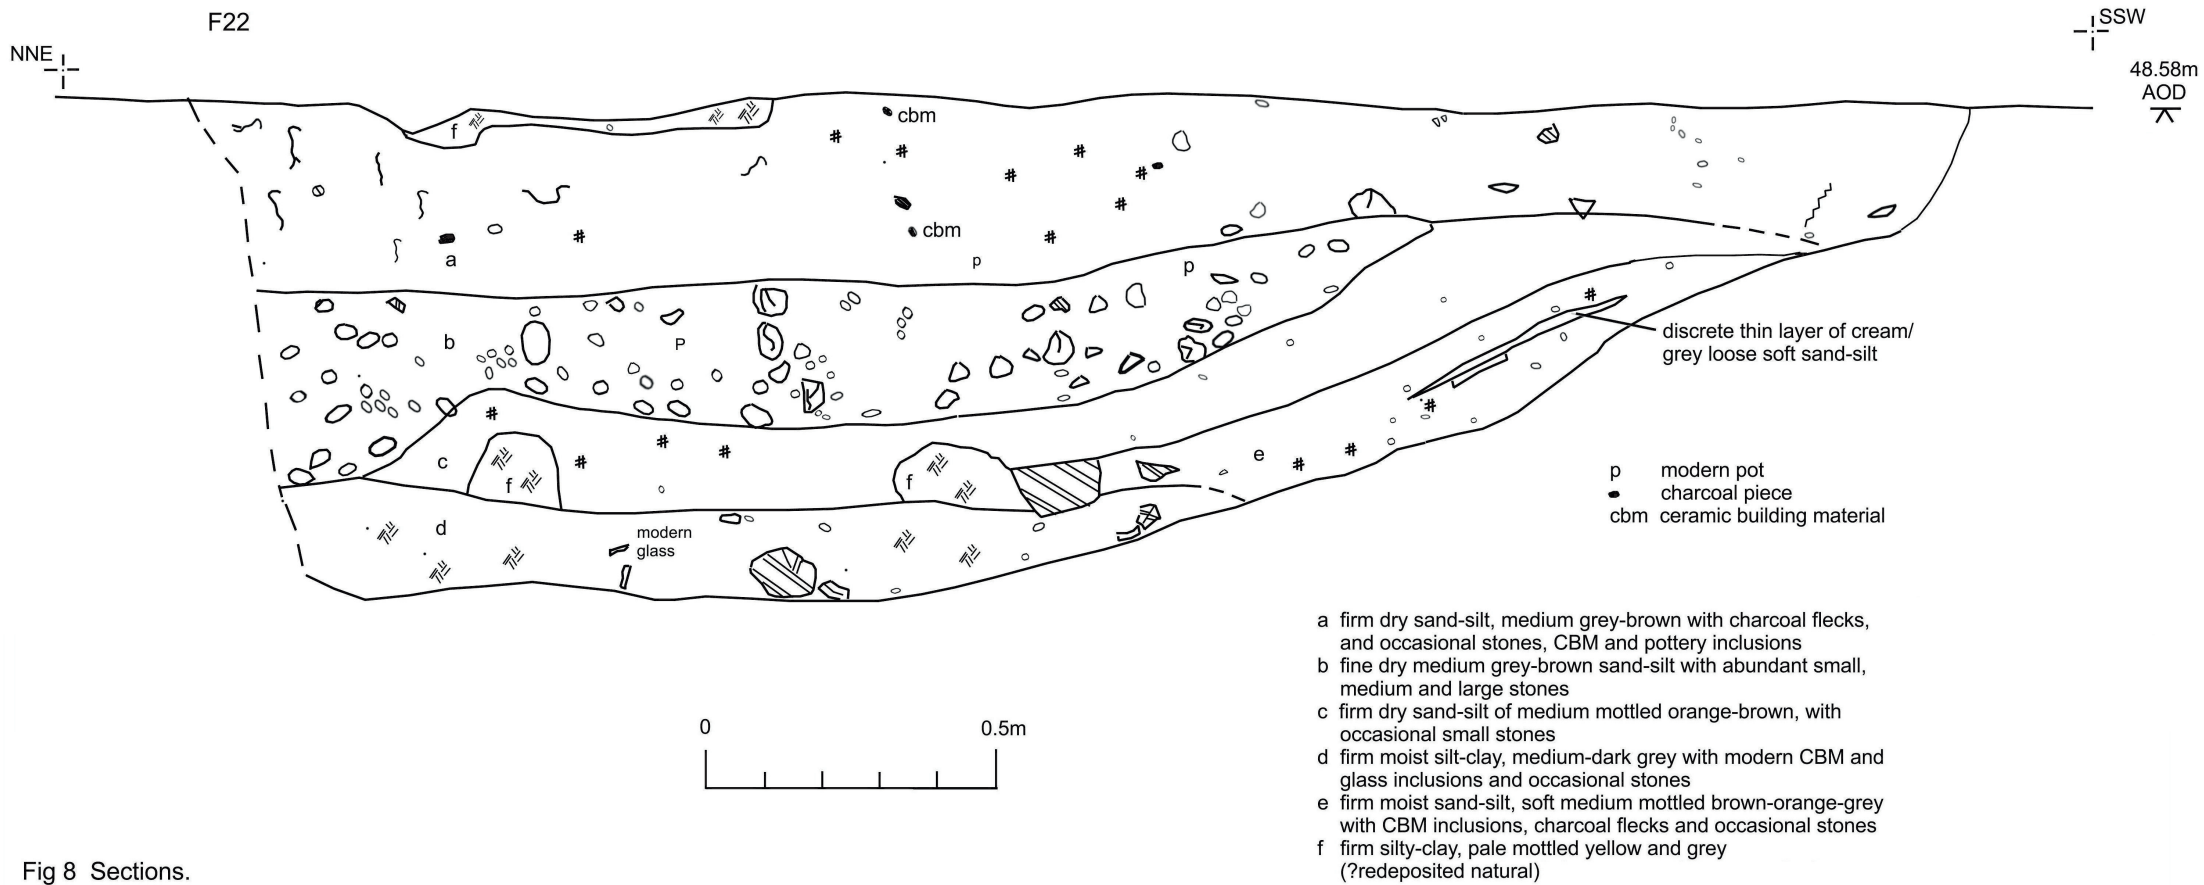 F22
NNE
SSW
48.58m
AOD
f
cbm
cbm
a
p
p
b
p
discrete thin layer of cream/
grey loose soft sand-silt
c
f
f
e
d
modern
glass
p modern pot
charcoal piece
cbm ceramic building material
0 0.5m
a firm dry sand-silt, medium grey-brown with charcoal flecks,
and occasional stones, CBM and pottery inclusions
b fine dry medium grey-brown sand-silt with abundant small,
medium and large stones
c firm dry sand-silt of medium mottled orange-brown, with
occasional small stones
d firm moist silt-clay, medium-dark grey with modern CBM and
glass inclusions and occasional stones
e firm moist sand-silt, soft medium mottled brown-orange-grey
with CBM inclusions, charcoal flecks and occasional stones
f firm silty-clay, pale mottled yellow and grey
(?redeposited natural)
Fig 8 Sections.